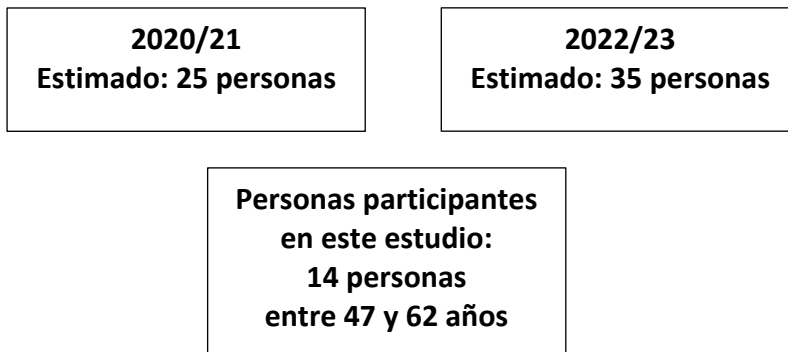 2020/21
Estimado: 25 personas
2022/23
Estimado: 35 personas
Personas participantes
en este estudio:
14 personas
entre 47 y 62 años